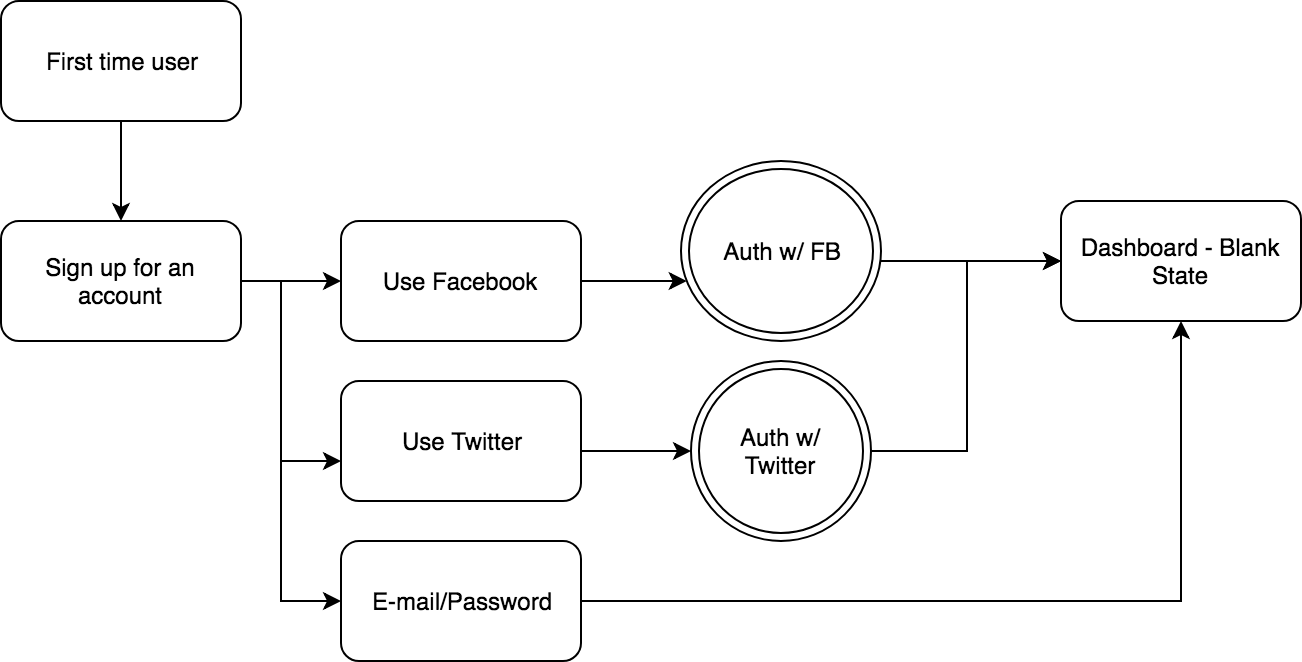 First time user
Sign up for an
account
Use Facebook
Auth w/ FB
Dashboard - Blank
State
Use Twitter
Auth w/
Twitter
E-mail/Password